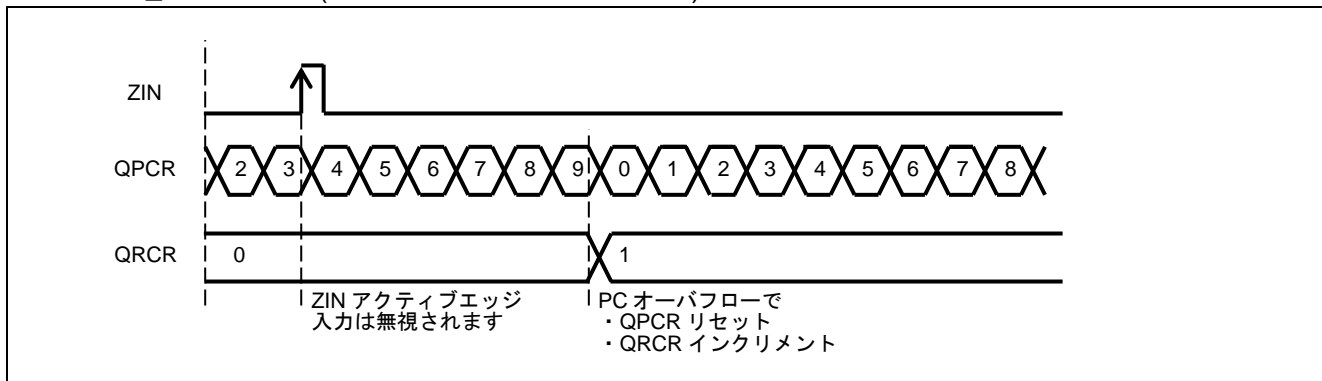 ZIN
QPCR 2 3 4 5 6 7 8 9 0 1 2 3 4 5 6 7 8
QRCR 0 1
ZIN アクティブエッジ
入力は無視されます
PC オーバフローで
・QPCR リセット
・QRCR インクリメント